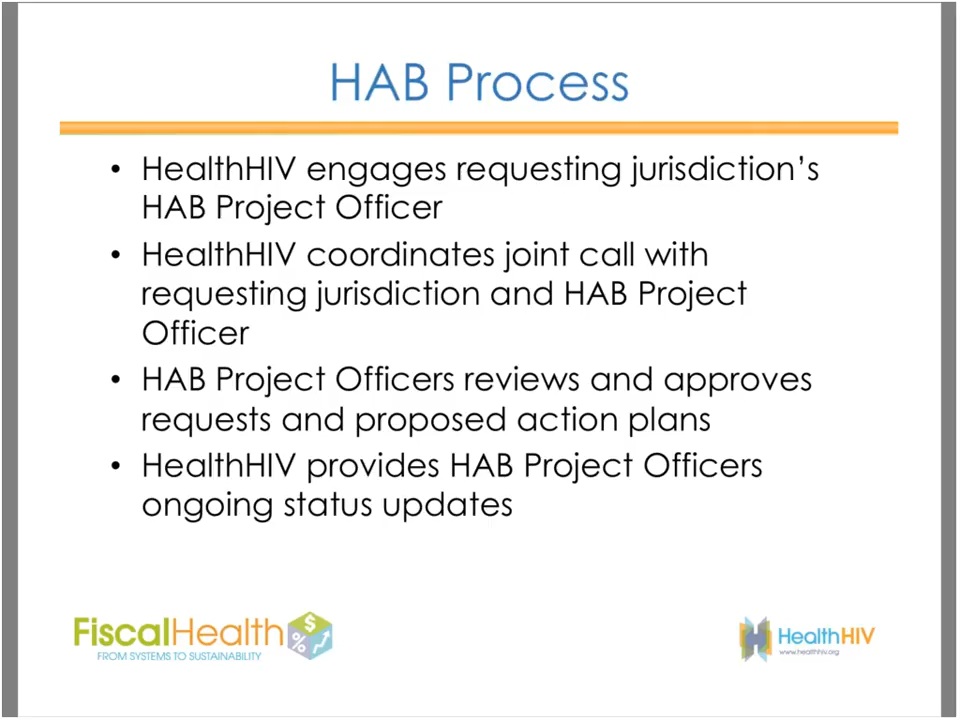 HAB Process
• HealthHIV engages requesting jurisdiction’s
HAB Project Officer
• HealthHIV coordinates joint call with
requesting jurisdiction and HAB Project
Officer
• HAB Project Officers reviews and approves
requests and proposed action plans
• HealthHIV provides HAB Project Officers
ongoing status updates
FiscalHealth
$
%
FROM SYSTEMS TO SUSTAINABILITY
HealthHIV
www.healthhiv.org